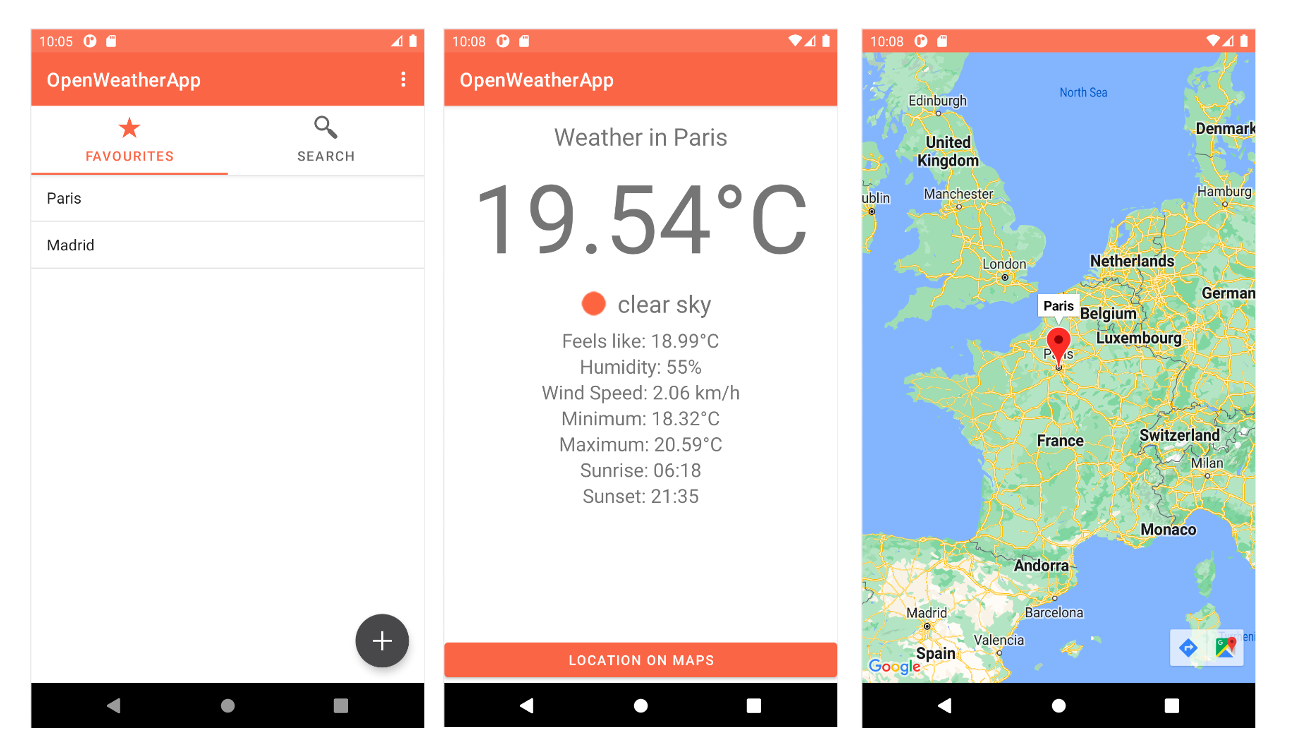 10:05
OpenWeatherApp
FAVOURITES
SEARCH
Paris
Madrid
10:08
OpenWeatherApp
Weather in Paris
19.54°C
clear sky
Feels like: 18.99°C
Humidity: 55%
Wind Speed: 2.06 km/h
Minimum: 18.32°C
Maximum: 20.59°C
Sunrise: 06:18
Sunset: 21:35
LOCATION ON MAPS
10:08
North Sea
Edinburgh
Denmark
United
Kingdom
Manchester
Hamburg
ublin
London
Netherlands
German
Paris
Belgium
Luxembourg
France
Switzerland
Milan
Monaco
Andorra
Madrid
Barcelona
Valencia
Spain
Google